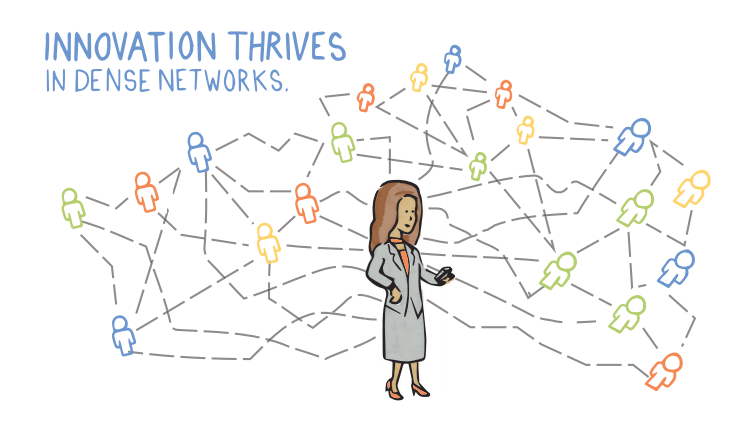 INNOVATION THRIVES
IN DENSE NETWORKS.